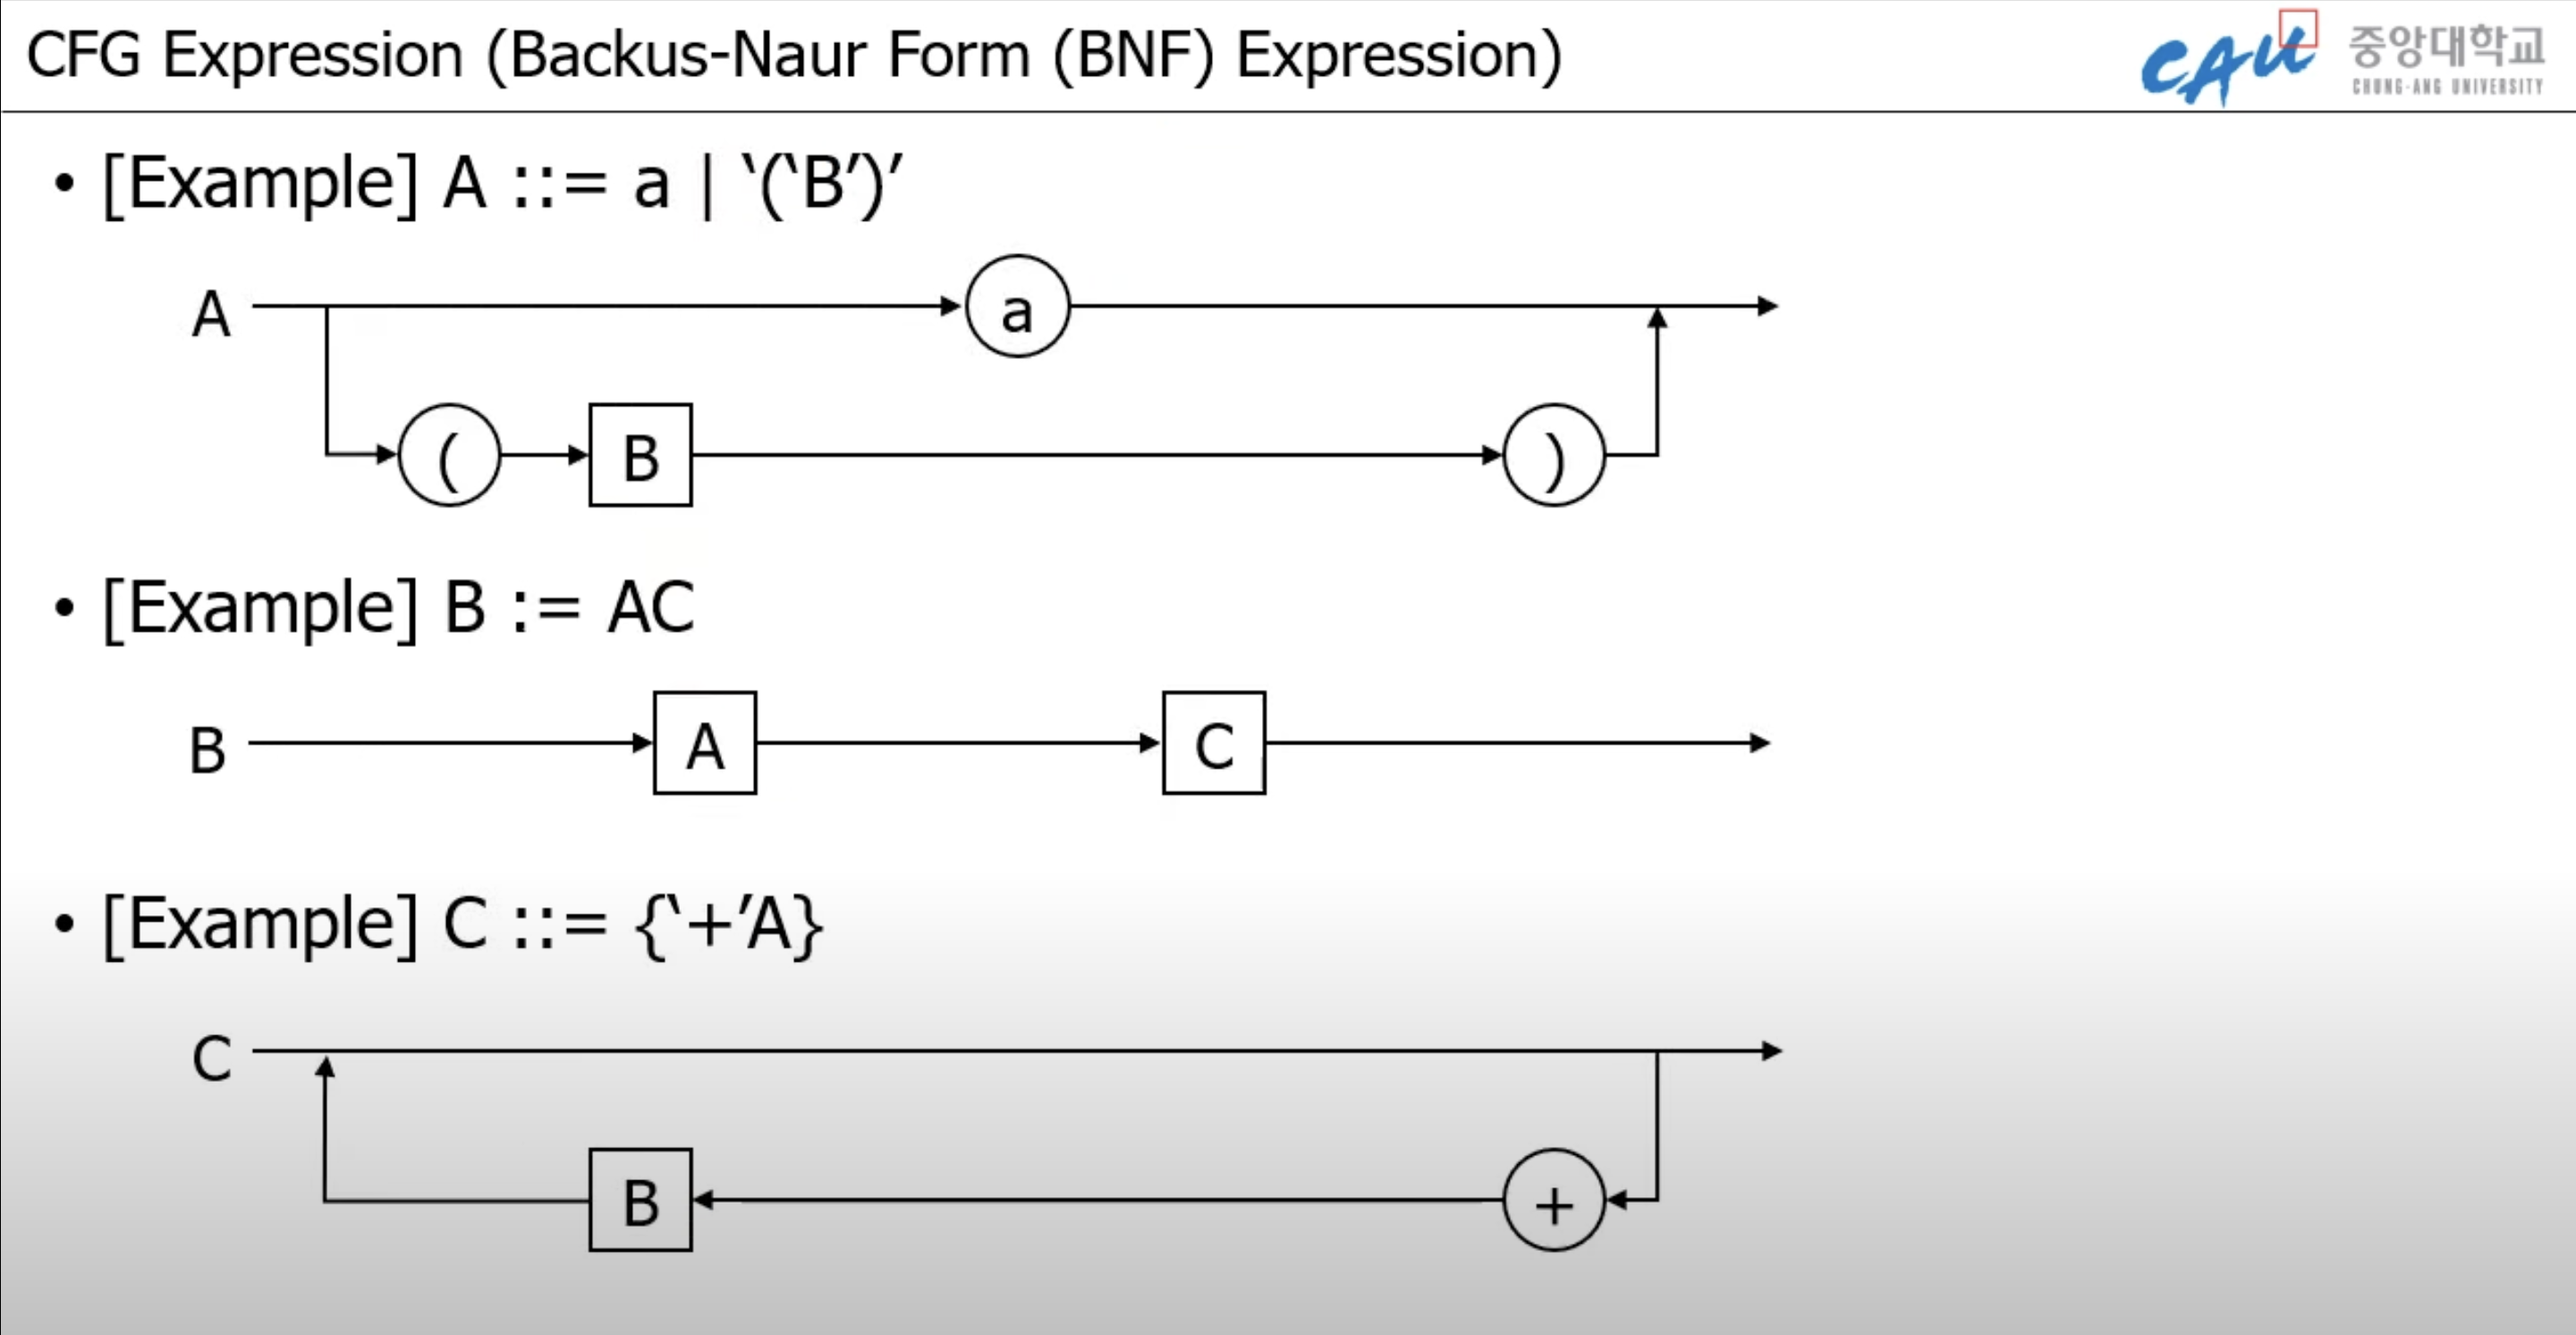 CFG Expression (Backus-Naur Form (BNF) Expression)
CAU
중앙대학교
CHUNG-ANG UNIVERSITY
• [Example] A ::= a | ‘(‘B’)’
A
a
( B )
• [Example] B := AC
B A C
• [Example] C ::= {‘+’A}
C
B +